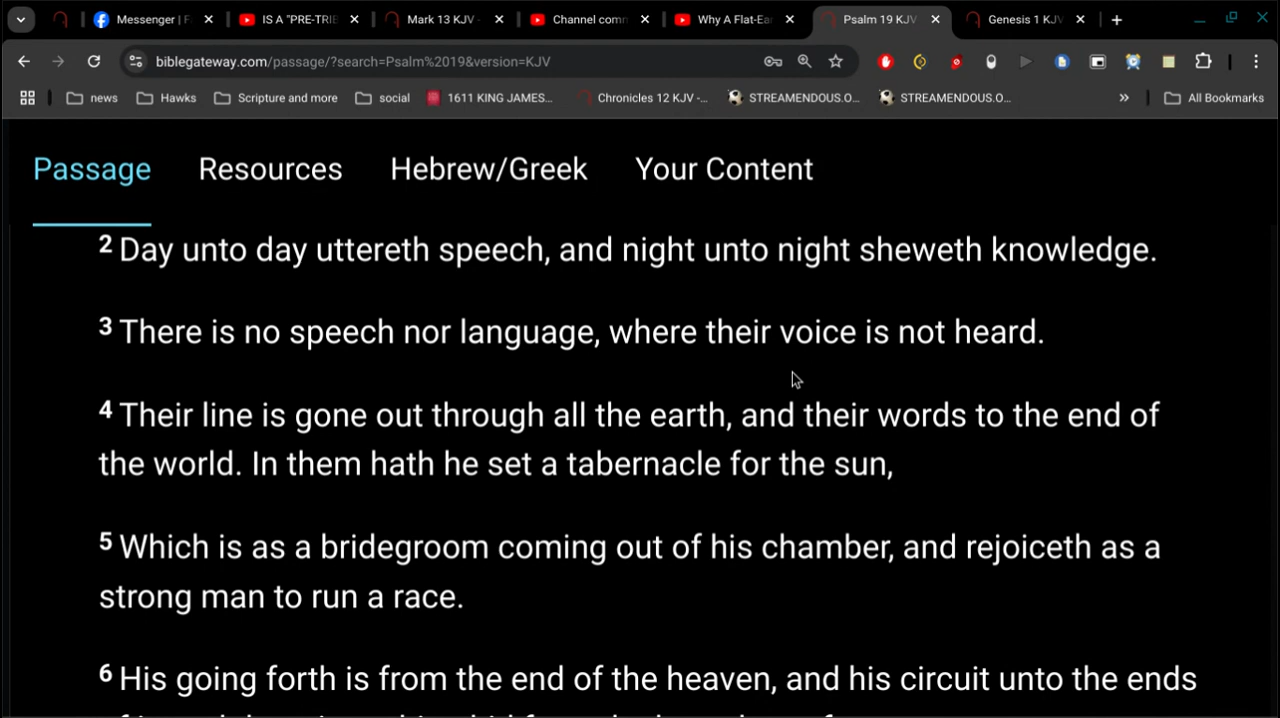 Messenger | F
IS A "PRE-TRIB
Mark 13 KJV -
Channel comm
Why A Flat-Ea
Psalm 19 KJV
Genesis 1 KJV
biblegateway.com/passage/?search=Psalm%2019&version=KJV
news
Hawks
Scripture and more
social
1611 KING JAMES...
Chronicles 12 KJV -...
STREAMENDOUS.O...
STREAMENDOUS.O...
All Bookmarks
Passage
Resources
Hebrew/Greek
Your Content
2 Day unto day uttereth speech, and night unto night sheweth knowledge.
3 There is no speech nor language, where their voice is not heard.
4 Their line is gone out through all the earth, and their words to the end of
the world. In them hath he set a tabernacle for the sun,
5 Which is as a bridegroom coming out of his chamber, and rejoiceth as a
strong man to run a race.
6 His going forth is from the end of the heaven, and his circuit unto the ends